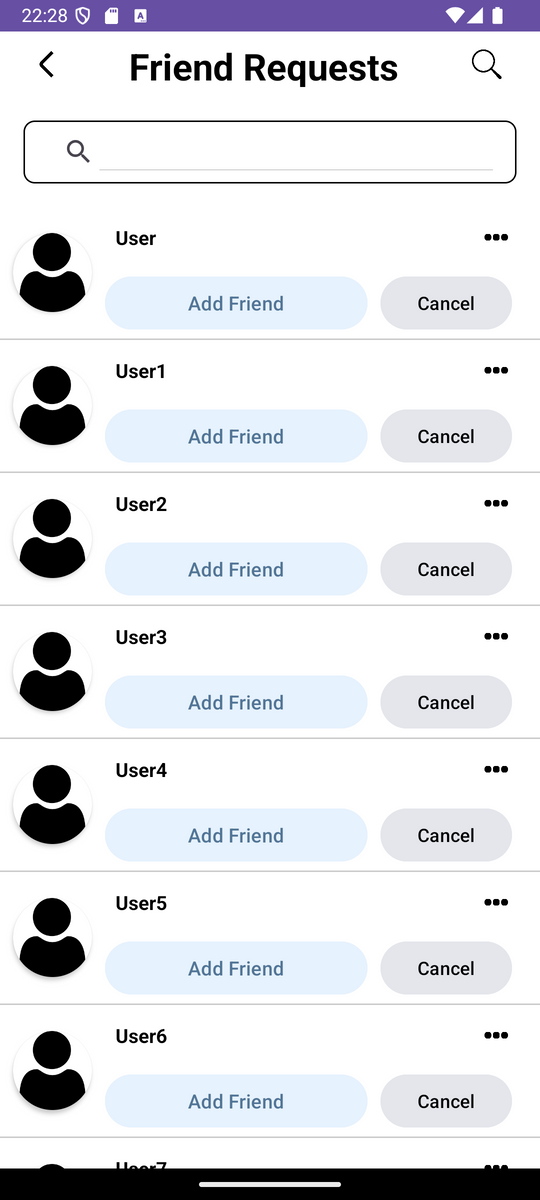 22:28
Friend Requests
User
Add Friend Cancel
User1
Add Friend Cancel
User2
Add Friend Cancel
User3
Add Friend Cancel
User4
Add Friend Cancel
User5
Add Friend Cancel
User6
Add Friend Cancel
User7